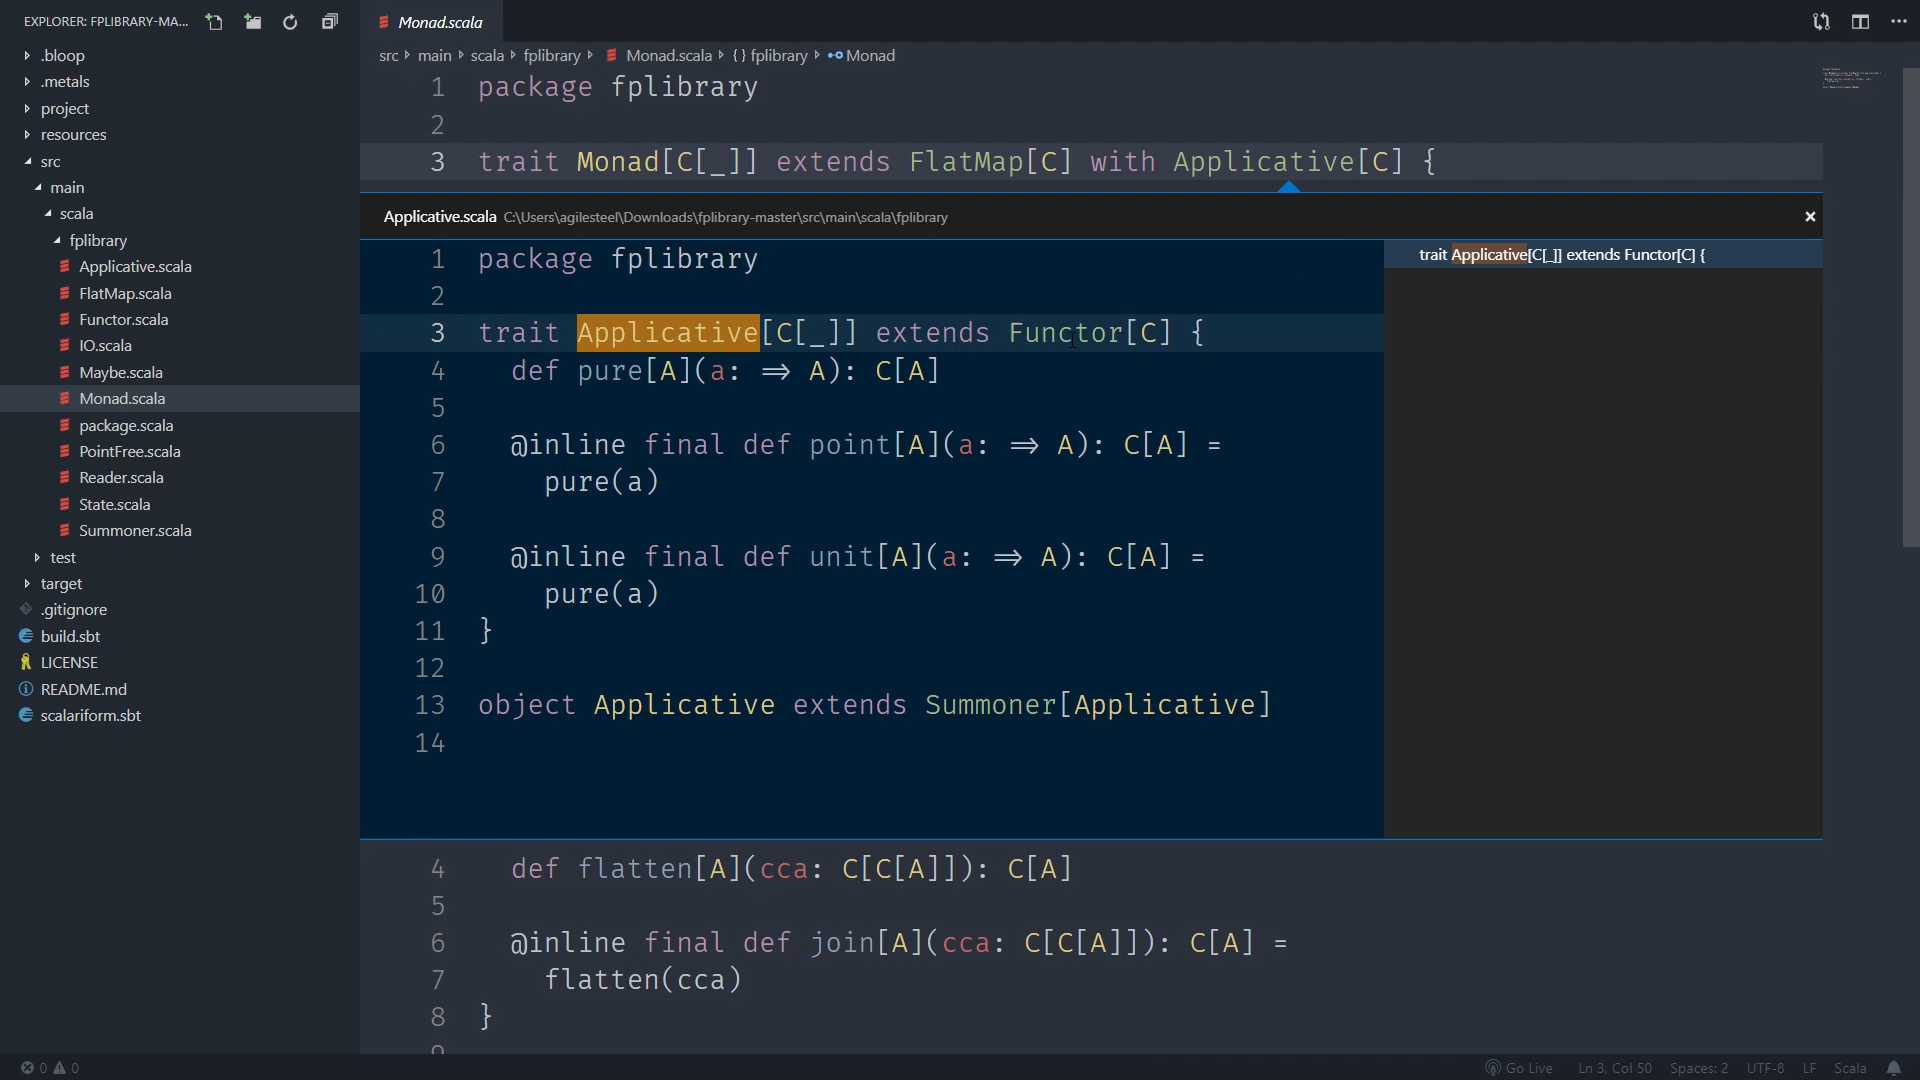 EXPLORER: FPLIBRARY-MA...
.bloop
.metals
project
resources
src
main
scala
fplibrary
Applicative.scala
FlatMap.scala
Functor.scala
IO.scala
Maybe.scala
Monad.scala
package.scala
PointFree.scala
Reader.scala
State.scala
Summoner.scala
test
target
.gitignore
build.sbt
LICENSE
README.md
scalariform.sbt
Monad.scala
src main scala fplibrary Monad.scala {} fplibrary Monad
1 package fplibrary
2
3 trait Monad[C[_]] extends FlatMap[C] with Applicative[C] {
Applicative.scala C:\Users\agilesteel\Downloads\fplibrary-master\src\main\scala\fplibrary
1 package fplibrary
2
3 trait Applicative[C[_]] extends Functor[C] {
4 def pure[A](a: ⇒ A): C[A]
5
6 @inline final def point[A](a: ⇒ A): C[A] =
7 pure(a)
8
9 @inline final def unit[A](a: ⇒ A): C[A] =
10 pure(a)
11 }
12
13 object Applicative extends Summoner[Applicative]
14
trait Applicative[C[_]] extends Functor[C] {
4 def flatten[A](cca: C[C[A]]): C[A]
5
6 @inline final def join[A](cca: C[C[A]]): C[A] =
7 flatten(cca)
8 }
9
0 0 Go Live Ln 3, Col 50 Spaces: 2 UTF-8 LF Scala